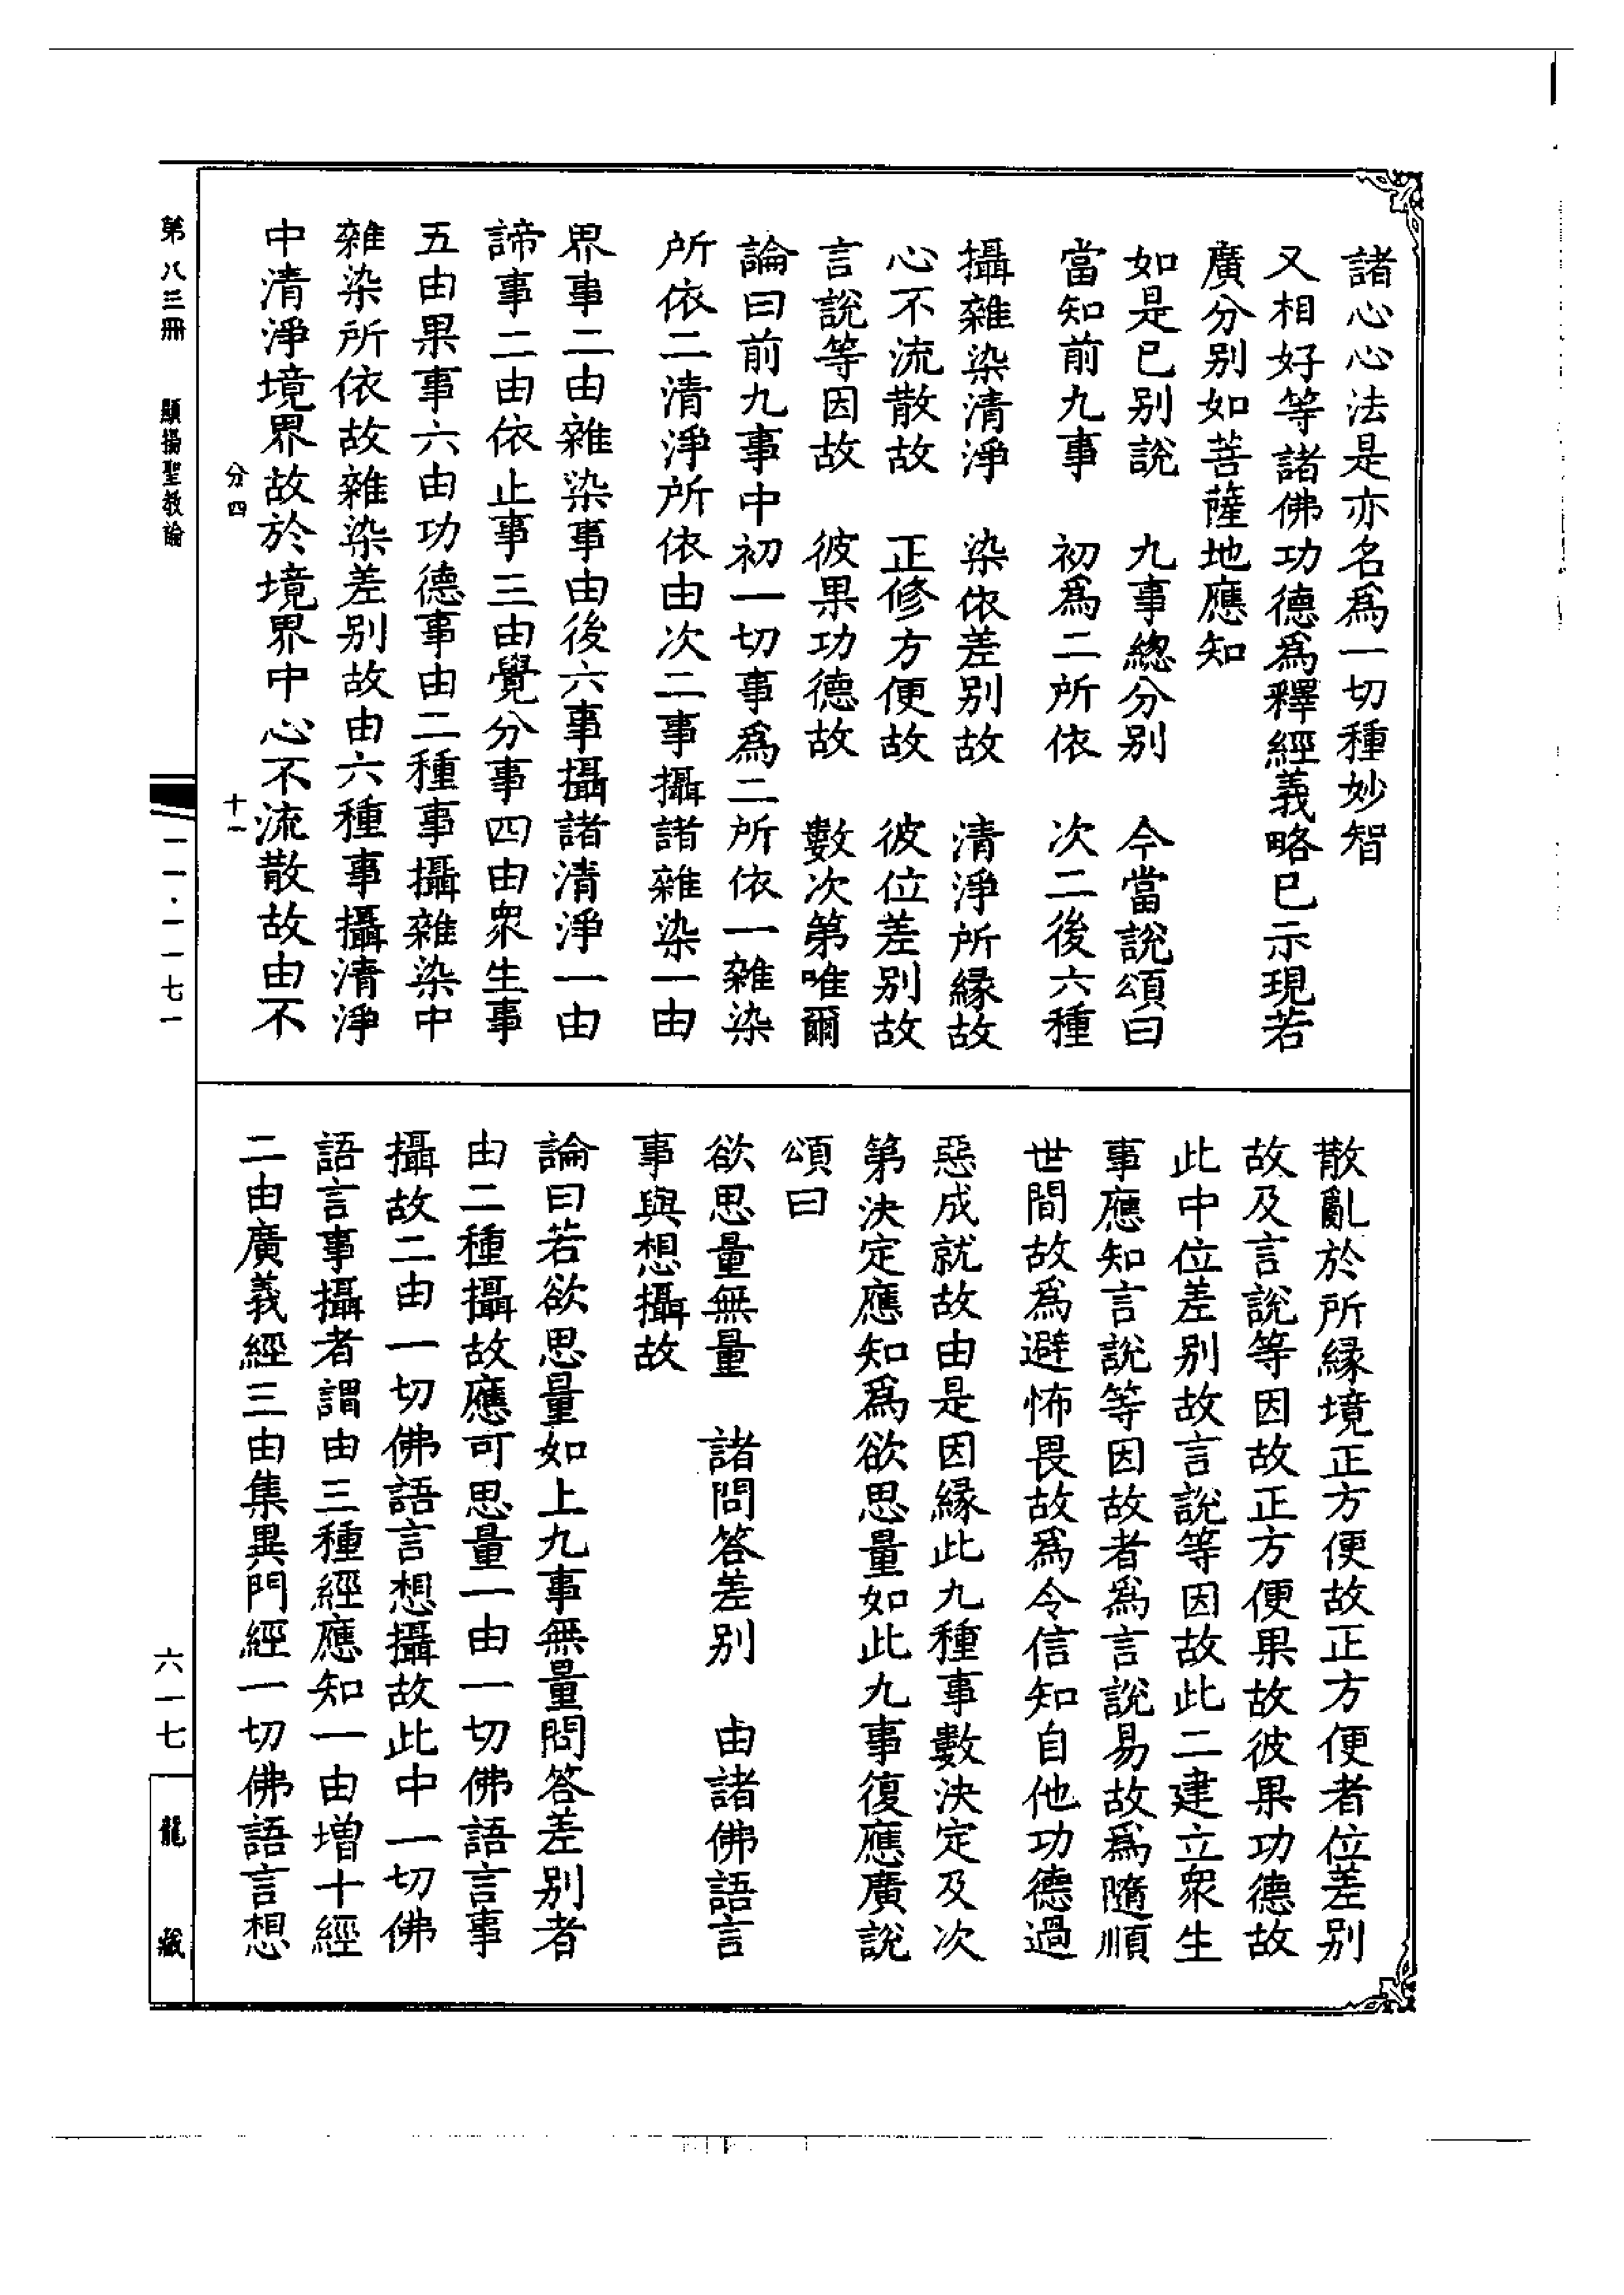 諸心心法是亦名爲一切種妙智
又相好等諸佛功德爲釋經義略已示現若
廣分别如菩薩地應知
如是已别說　九事總分别　今當說頌曰
當知前九事　初爲二所依　次二後六種
攝雜染清淨　染依差别故　清淨所緣故
心不流散故　正修方便故　彼位差别故
言說等因故　彼果功德故　數次第唯爾
論曰前九事中初一切事爲二所依一雜染
所依二清淨所依由次二事攝諸雜染一由
界事二由雜染事由後六事攝諸清淨一由
諦事二由依止事三由覺分事四由衆生事
五由果事六由功德事由二種事攝雜染中
雜染所依故雜染差别故由六種事攝清淨
中清淨境界故於境界中心不流散故由不
分四
十一
散亂於所緣境正方便故正方便者位差别
故及言說等因故正方便果故彼果功德故
此中位差别故言說等因故此二建立衆生
事應知言說等因故者爲言說易故爲隨順
世間故爲避怖畏故爲令信知自他功德過
惡成就故由是因緣此九種事數決定及次
第決定應知爲欲思量如此九事復應廣說
頌曰
欲思量無量　諸問答差别　由諸佛語言
事與想攝故
論曰若欲思量如上九事無量問答差别者
由二種攝故應可思量一由一切佛語言事
攝故二由一切佛語言想攝故此中一切佛
語言事攝者謂由三種經應知一由增十經
二由廣義經三由集異門經一切佛語言想
第八三冊　顯揚聖教論
一一·一一七一
六一七
龍藏